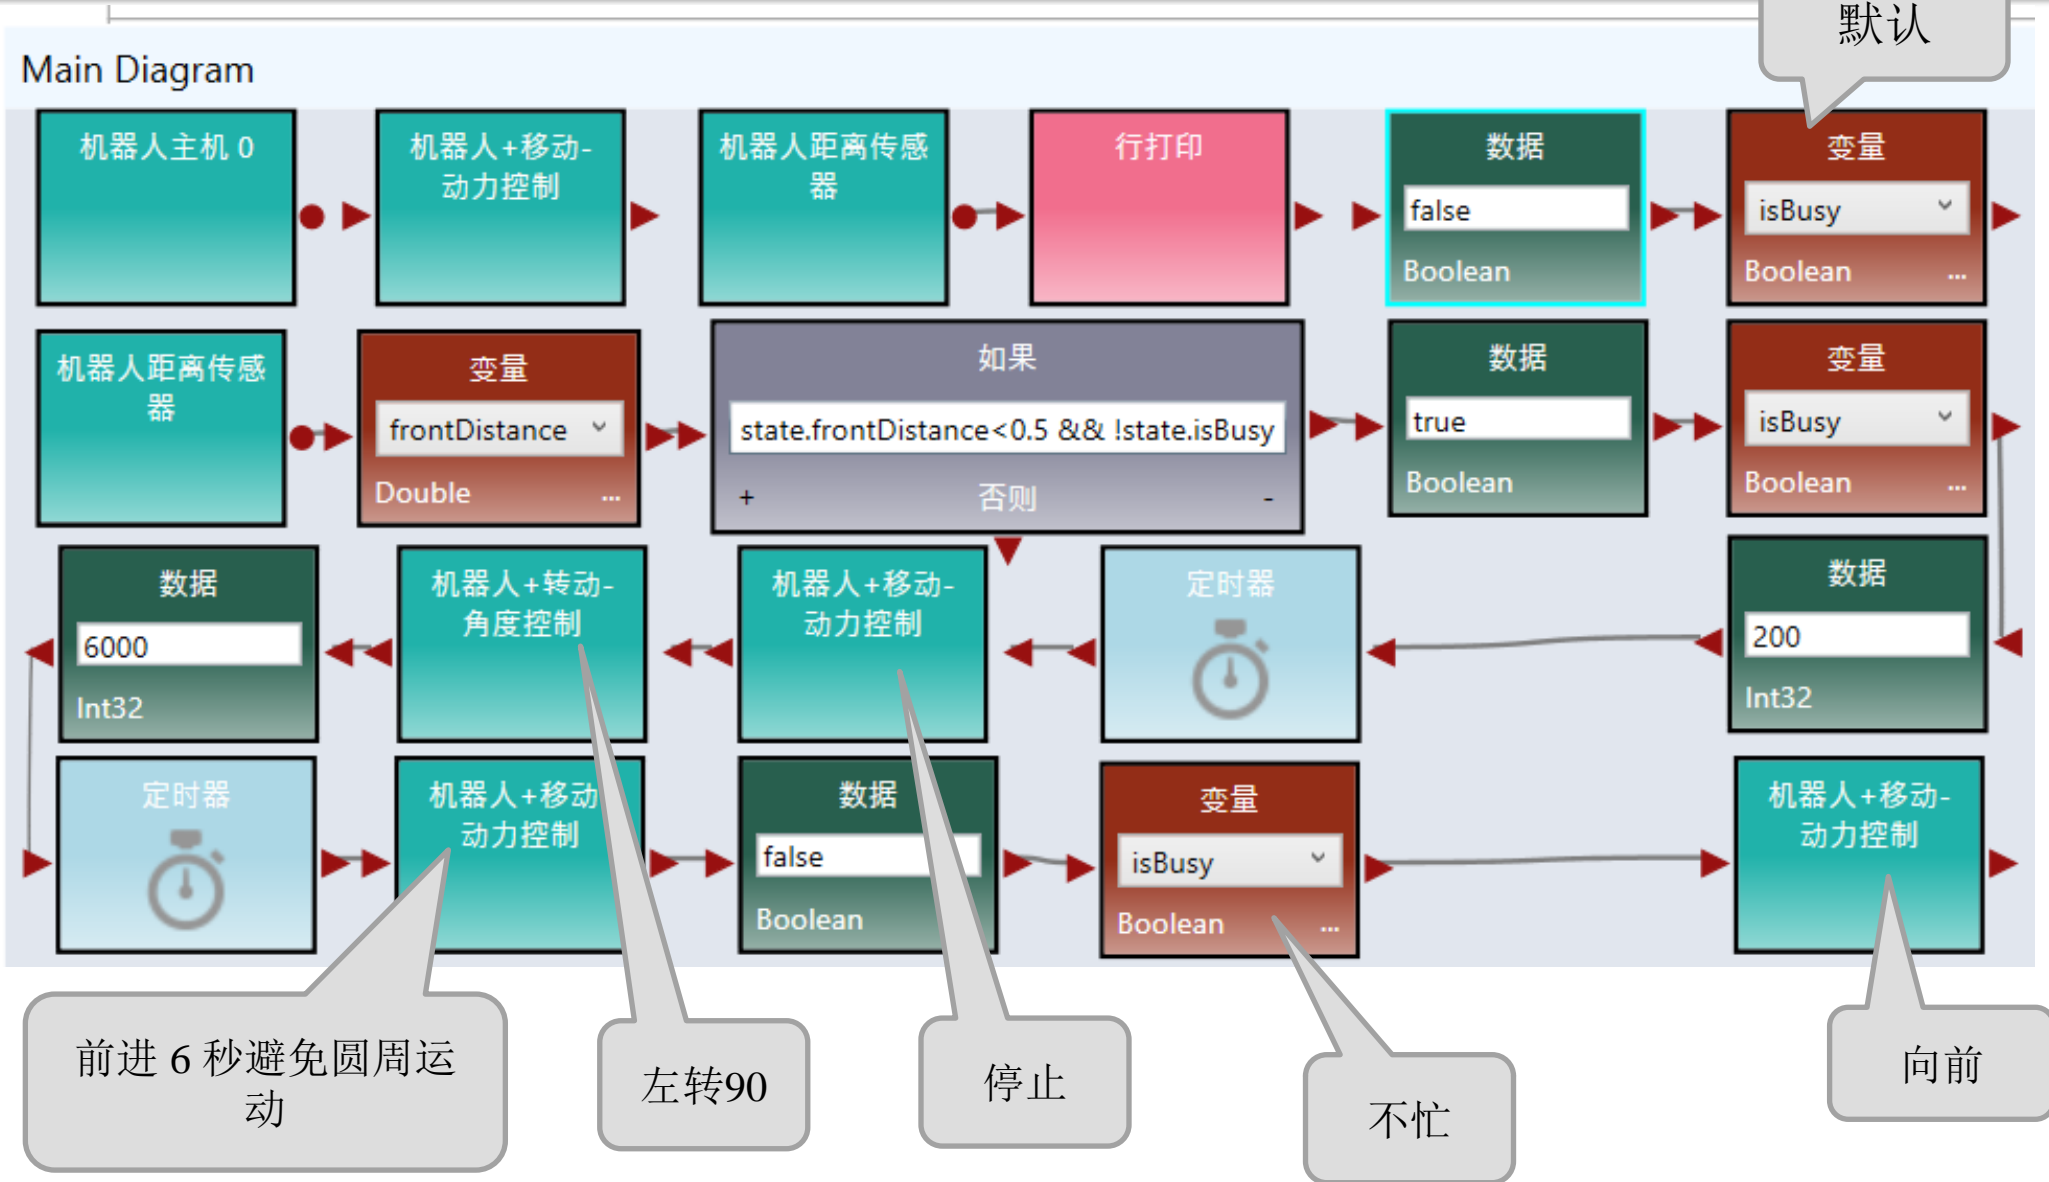 默认
Main Diagram
机器人主机 0
机器人+移动-
动力控制
机器人距离传感
器
行打印
数据
false
Boolean
变量
isBusy
Boolean
...
机器人距离传感
器
变量
frontDistance
Double
...
如果
state.frontDistance<0.5 && !state.isBusy
+
否则
-
数据
true
Boolean
变量
isBusy
Boolean
...
数据
6000
Int32
机器人+转动-
角度控制
机器人+移动-
动力控制
定时器
数据
200
Int32
定时器
机器人+移动
动力控制
数据
false
Boolean
变量
isBusy
Boolean
...
机器人+移动-
动力控制
前进 6 秒避免圆周运
动
左转90
停止
不忙
向前